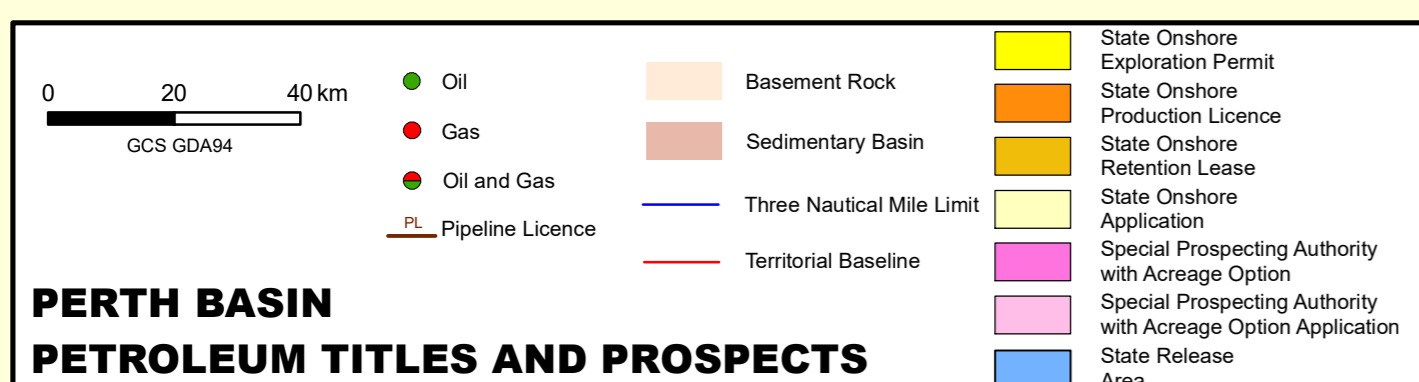 0 20 40 km
GCS GDA94
Oil
Gas
Oil and Gas
PL
Pipeline Licence
Basement Rock
Sedimentary Basin
Three Nautical Mile Limit
Territorial Baseline
State Onshore
Exploration Permit
State Onshore
Production Licence
State Onshore
Retention Lease
State Onshore
Application
Special Prospecting Authority
with Acreage Option
Special Prospecting Authority
with Acreage Option Application
State Release
Area
PERTH BASIN
PETROLEUM TITLES AND PROSPECTS